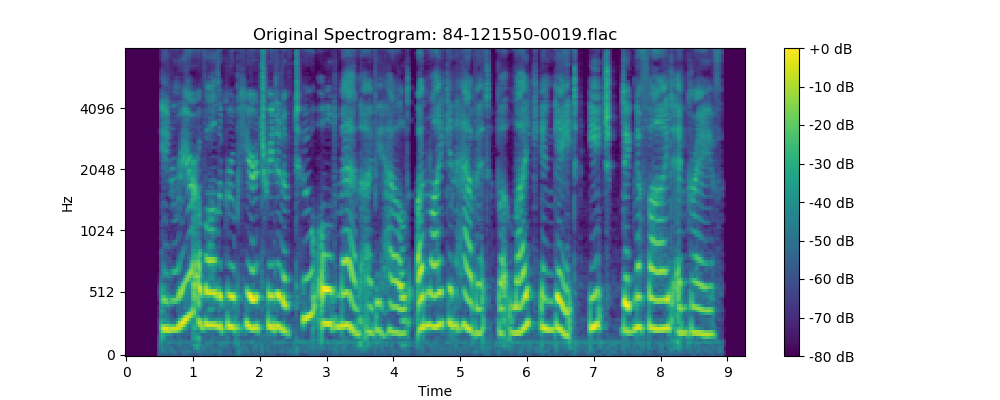 Original Spectrogram: 84-121550-0019.flac
Hz
4096
2048
1024
512
0
0 1 2 3 4 5 6 7 8 9
Time
+0 dB
-10 dB
-20 dB
-30 dB
-40 dB
-50 dB
-60 dB
-70 dB
-80 dB